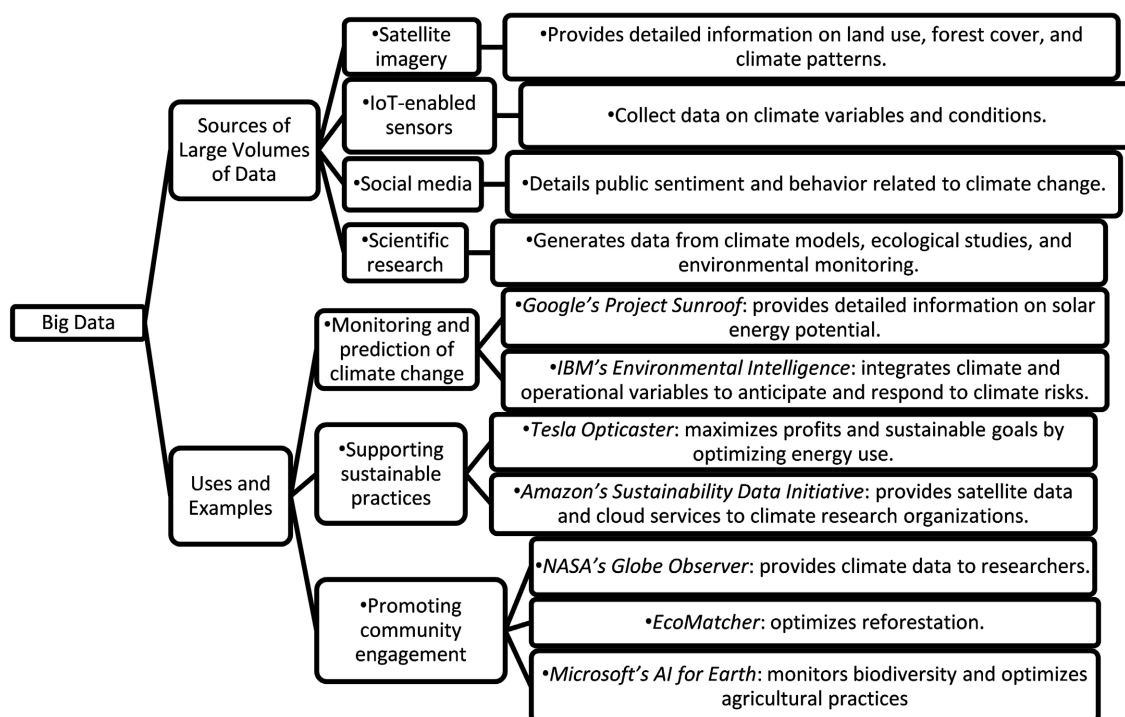 Big Data
Sources of
Large Volumes
of Data
•Satellite
imagery
•Provides detailed information on land use, forest cover, and
climate patterns.
•IoT-enabled
sensors
•Collect data on climate variables and conditions.
•Social media
•Details public sentiment and behavior related to climate change.
•Scientific
research
•Generates data from climate models, ecological studies, and
environmental monitoring.
Uses and
Examples
•Monitoring and
prediction of
climate change
•Google’s Project Sunroof: provides detailed information on solar
energy potential.
•IBM’s Environmental Intelligence: integrates climate and
operational variables to anticipate and respond to climate risks.
•Supporting
sustainable
practices
•Tesla Opticaster: maximizes profits and sustainable goals by
optimizing energy use.
•Amazon’s Sustainability Data Initiative: provides satellite data
and cloud services to climate research organizations.
•Promoting
community
engagement
•NASA’s Globe Observer: provides climate data to researchers.
•EcoMatcher: optimizes reforestation.
•Microsoft’s AI for Earth: monitors biodiversity and optimizes
agricultural practices